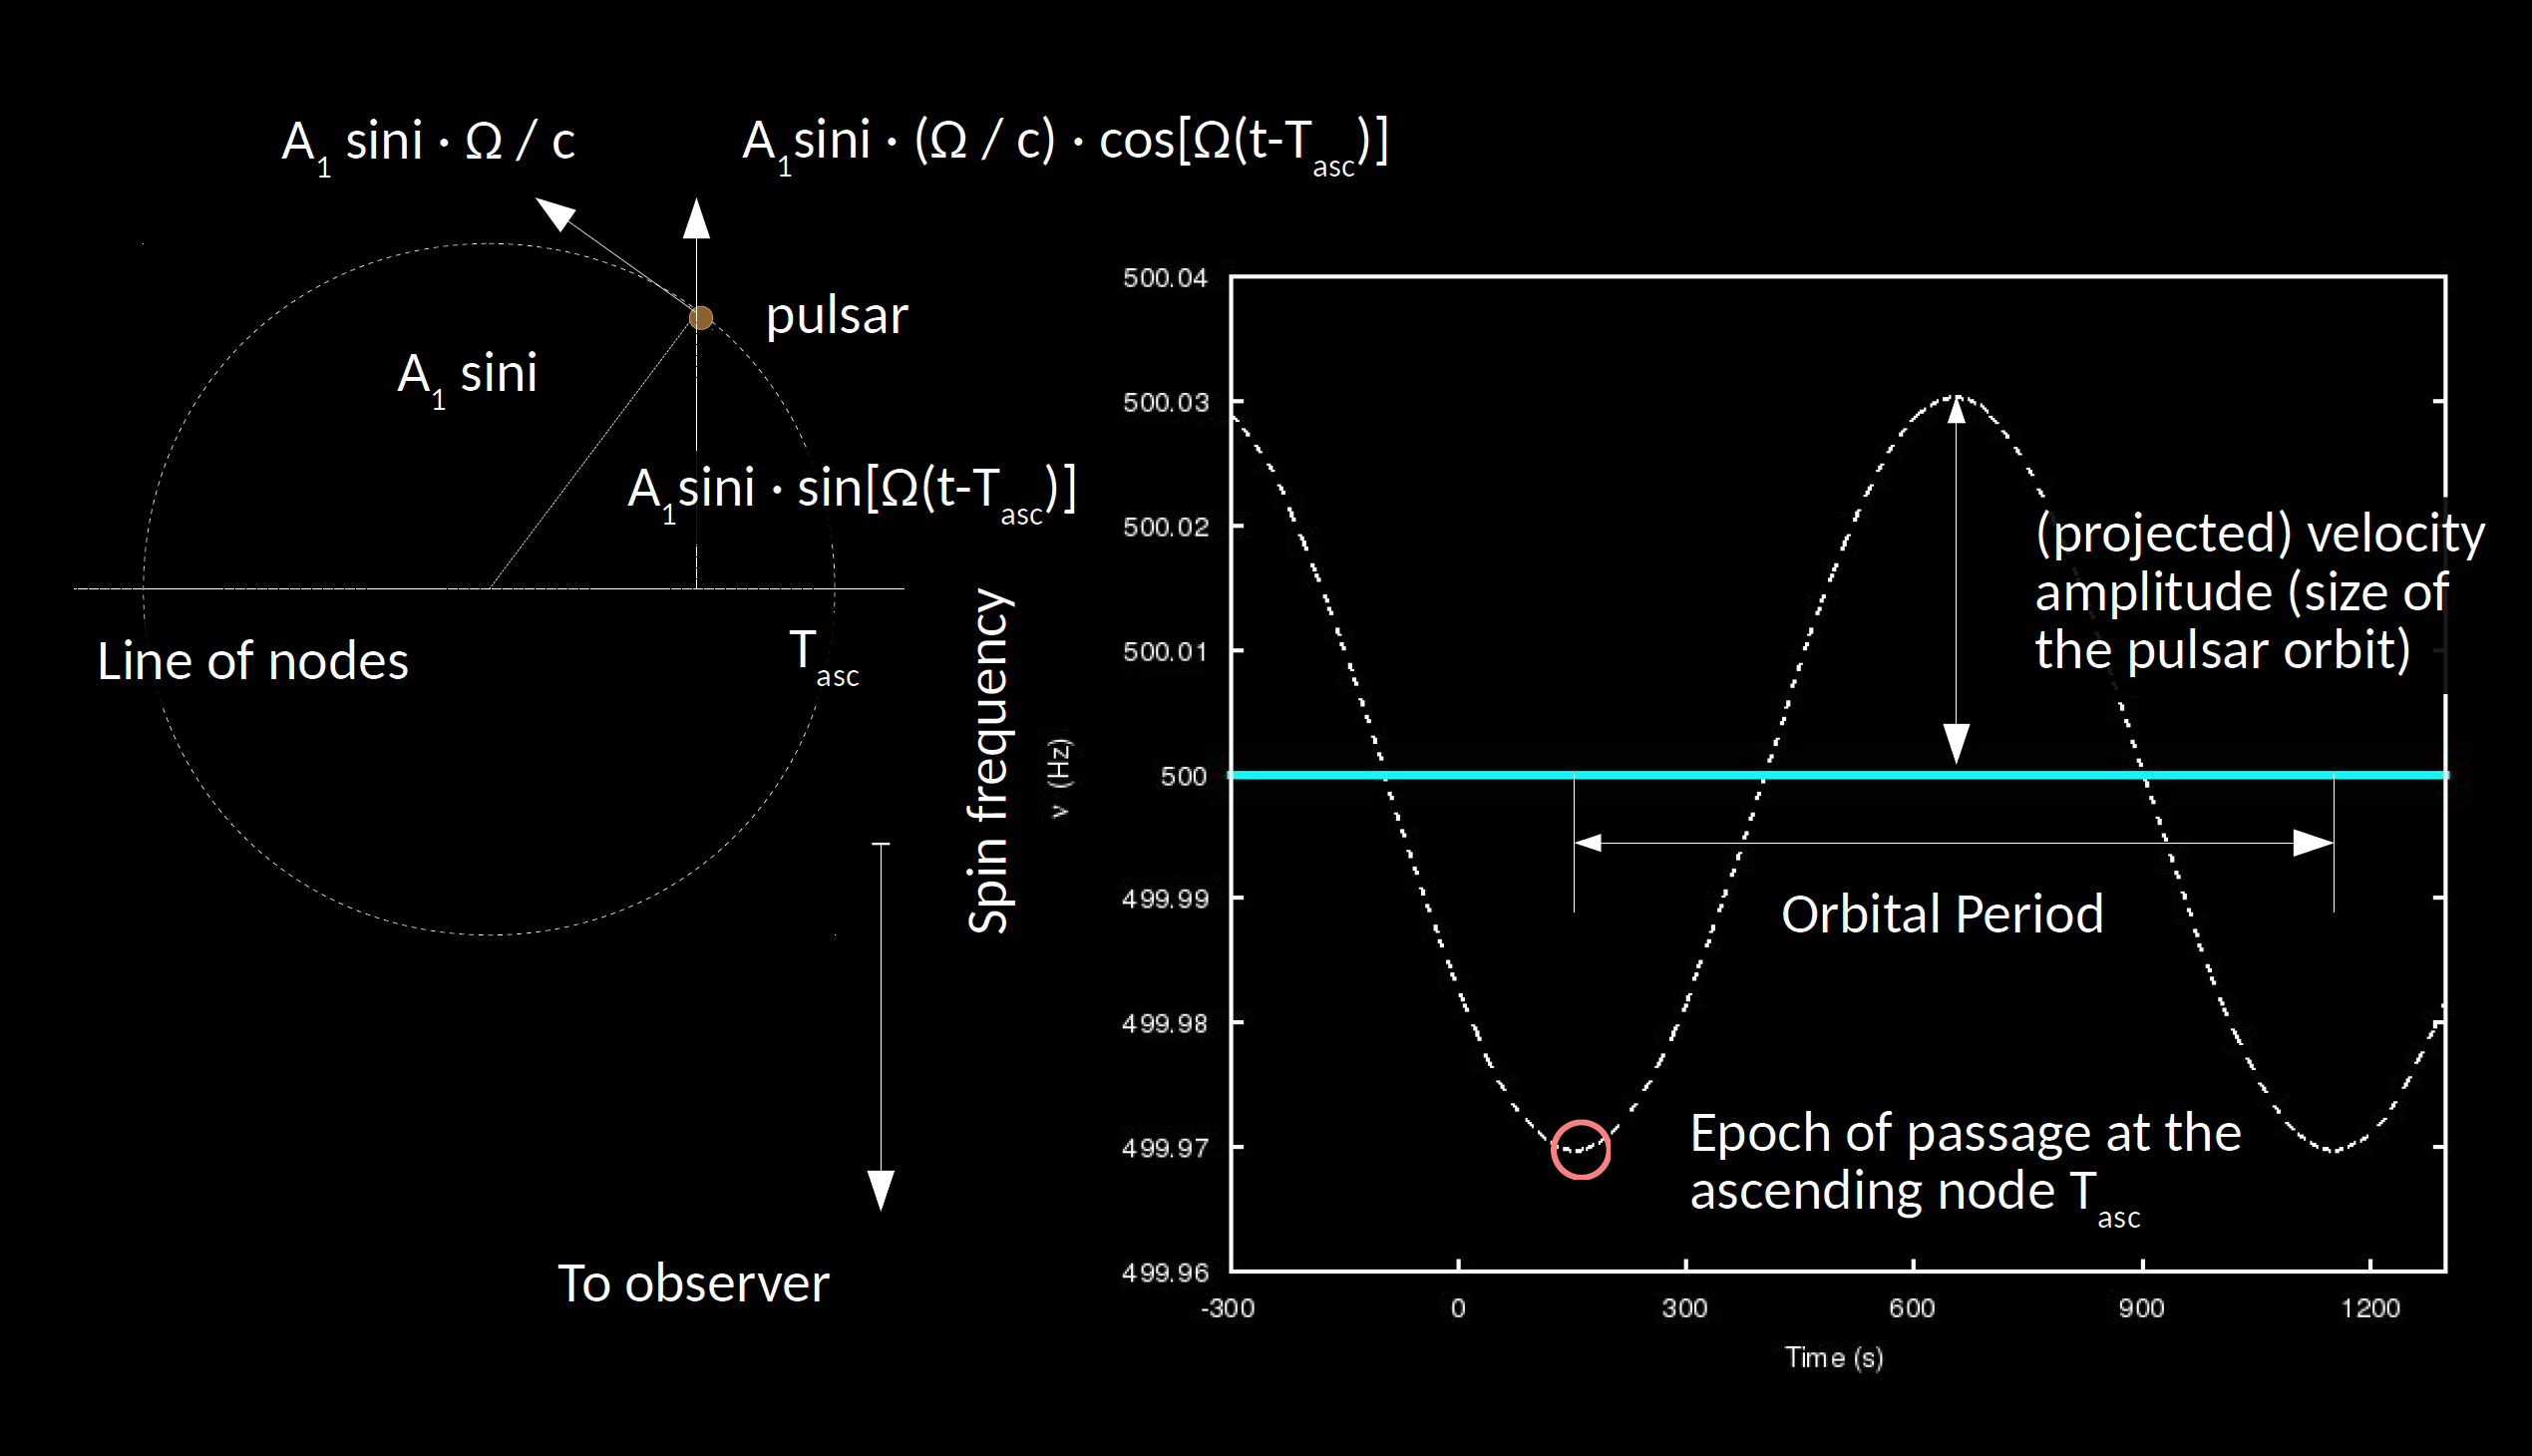 A₁ sini · Ω / c
A₁sini · (Ω / c) · cos[Ω(t-Tasc)]
pulsar
A₁ sini
A₁sini · sin[Ω(t-Tasc)]
Line of nodes
Tasc
To observer
Spin frequency
ν (Hz)
500.04
500.03
500.02
500.01
500
499.99
499.98
499.97
499.96
(projected) velocity
amplitude (size of
the pulsar orbit)
Orbital Period
Epoch of passage at the
ascending node Tasc
-300
0
300
600
900
1200
Time (s)